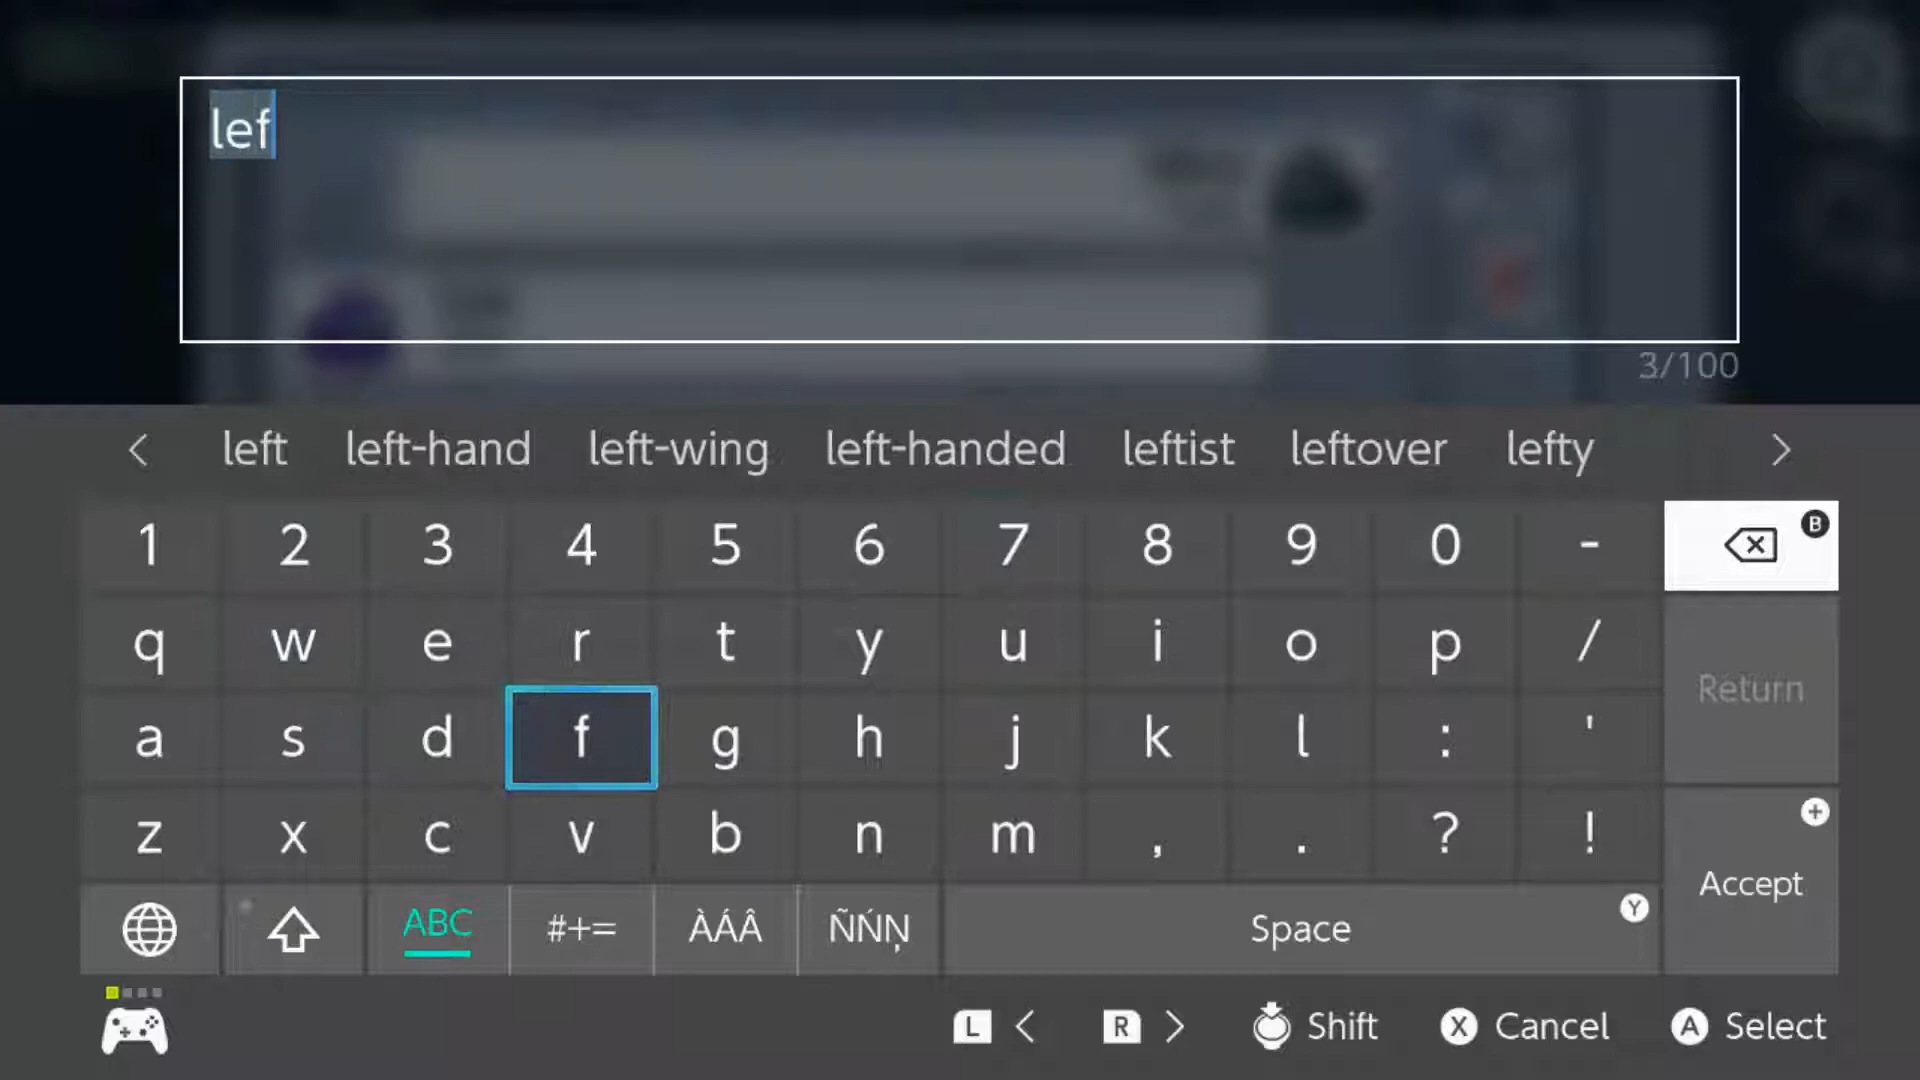 lef
3/100
left left-hand left-wing left-handed leftist leftover lefty
1 2 3 4 5 6 7 8 9 0 - B
q w e r t y u i o p /
Return
a s d f g h j k l : '
z x c v b n m , . ? ! +
Accept
ABC #+= ÀÁÂ ÑŃŅ Space Y
L < R > Shift X Cancel A Select